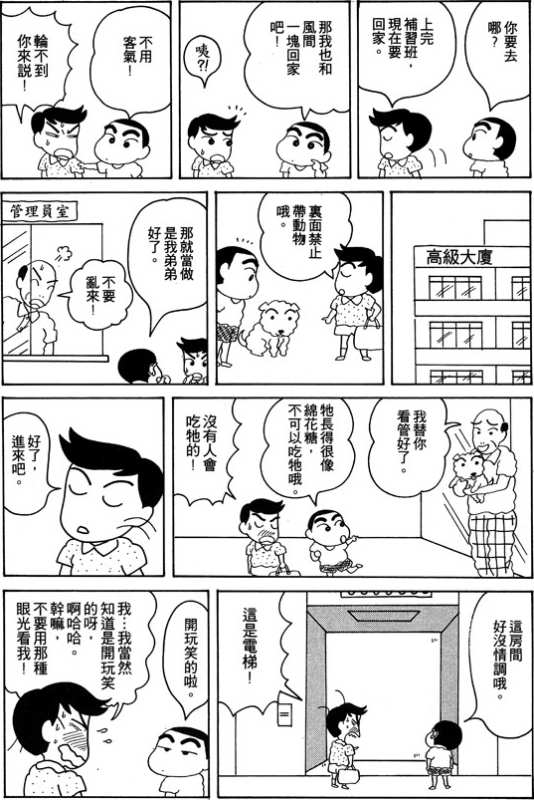 你要去
哪？
上完
補習班，
現在要
回家。
那我也和
風間
一塊回家
吧！
咦?!
不用
客氣！
輪不到
你來説！
高級大廈
裏面禁止
帶動物
哦。
那就當做
是我弟弟
好了。
管理員室
不要
亂來！
我替你
看管好了。
牠長得很像
綿花糖，
不可以吃牠哦。
沒有人會
吃牠的！
好了，
進來吧。
這房間
好沒情調哦。
這是電梯！
開玩笑的啦。
我…我當然
知道是開玩笑
的呀，
啊哈哈。
幹嘛，
不要用那種
眼光看我！